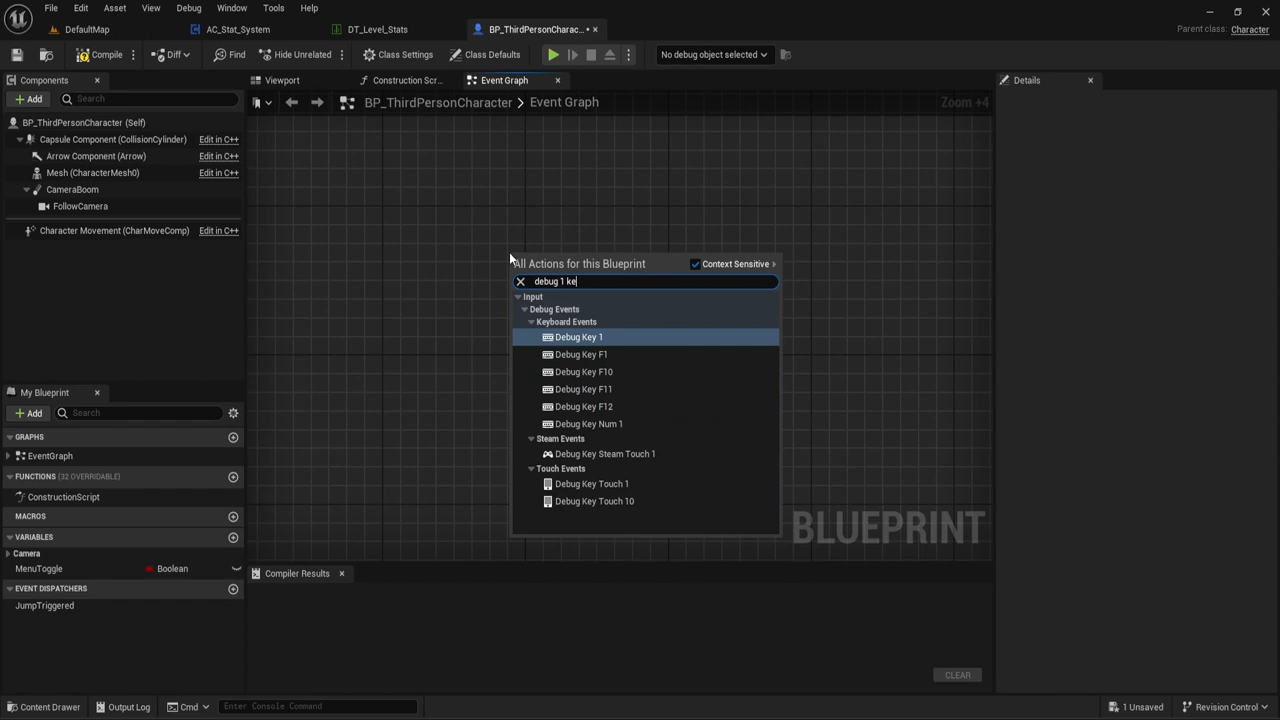 File Edit Asset View Debug Window Tools Help
DefaultMap AC_Stat_System DT_Level_Stats BP_ThirdPersonCharac...
Parent class: Character
Compile Diff Find Hide Unrelated Class Settings Class Defaults No debug object selected
Components Viewport Construction Scr... Event Graph Details
Add Search
BP_ThirdPersonCharacter > Event Graph
Zoom +4
BP_ThirdPersonCharacter (Self)
Capsule Component (CollisionCylinder) Edit in C++
Arrow Component (Arrow) Edit in C++
Mesh (CharacterMesh0) Edit in C++
CameraBoom
FollowCamera
Character Movement (CharMoveComp) Edit in C++
All Actions for this Blueprint Context Sensitive
debug 1 ke
Input
Debug Events
Keyboard Events
Debug Key 1
Debug Key F1
Debug Key F10
Debug Key F11
Debug Key F12
Debug Key Num 1
Steam Events
Debug Key Steam Touch 1
Touch Events
Debug Key Touch 1
Debug Key Touch 10
BLUEPRINT
My Blueprint
Add Search
GRAPHS
EventGraph
FUNCTIONS (32 OVERRIDABLE)
ConstructionScript
MACROS
VARIABLES
Camera
MenuToggle Boolean
EVENT DISPATCHERS
JumpTriggered
Compiler Results
CLEAR
Content Drawer Output Log Cmd Enter Console Command 1 Unsaved Revision Control